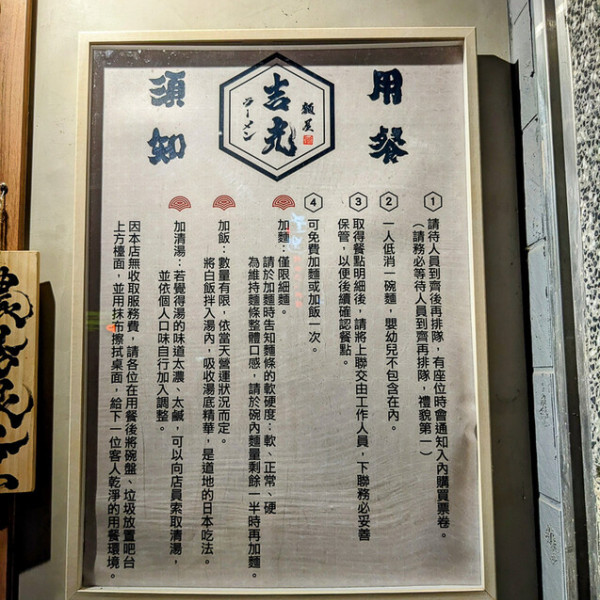 用餐
須知
麵屋
吉光
ラーメン
1 請待人員到齊後再排隊，有座位時會通知入內購買票卷。
（請務必等待人員到齊再排隊，禮貌第一）
2 一人低消一碗麵，嬰幼兒不包含在內。
3 取得餐點明細後，請將上聯交由工作人員，下聯務必妥善
保管，以便後續確認餐點。
4 可免費加麵或加飯一次。
加麵：僅限細麵。
請於加麵時告知麵條的軟硬度：軟、正常、硬
為維持麵條整體口感，請於碗內麵量剩餘一半時再加麵。
加飯：數量有限，依當天營運狀況而定。
將白飯拌入湯內，吸收湯底精華，是道地的日本吃法。
加清湯：若覺得湯的味道太濃、太鹹，可以向店員索取清湯，
並依個人口味自行加入調整。
因本店無收取服務費，請各位在用餐後將碗盤、垃圾放置吧台
上方檯面，並用抹布擦拭桌面，給下一位客人乾淨的用餐環境。